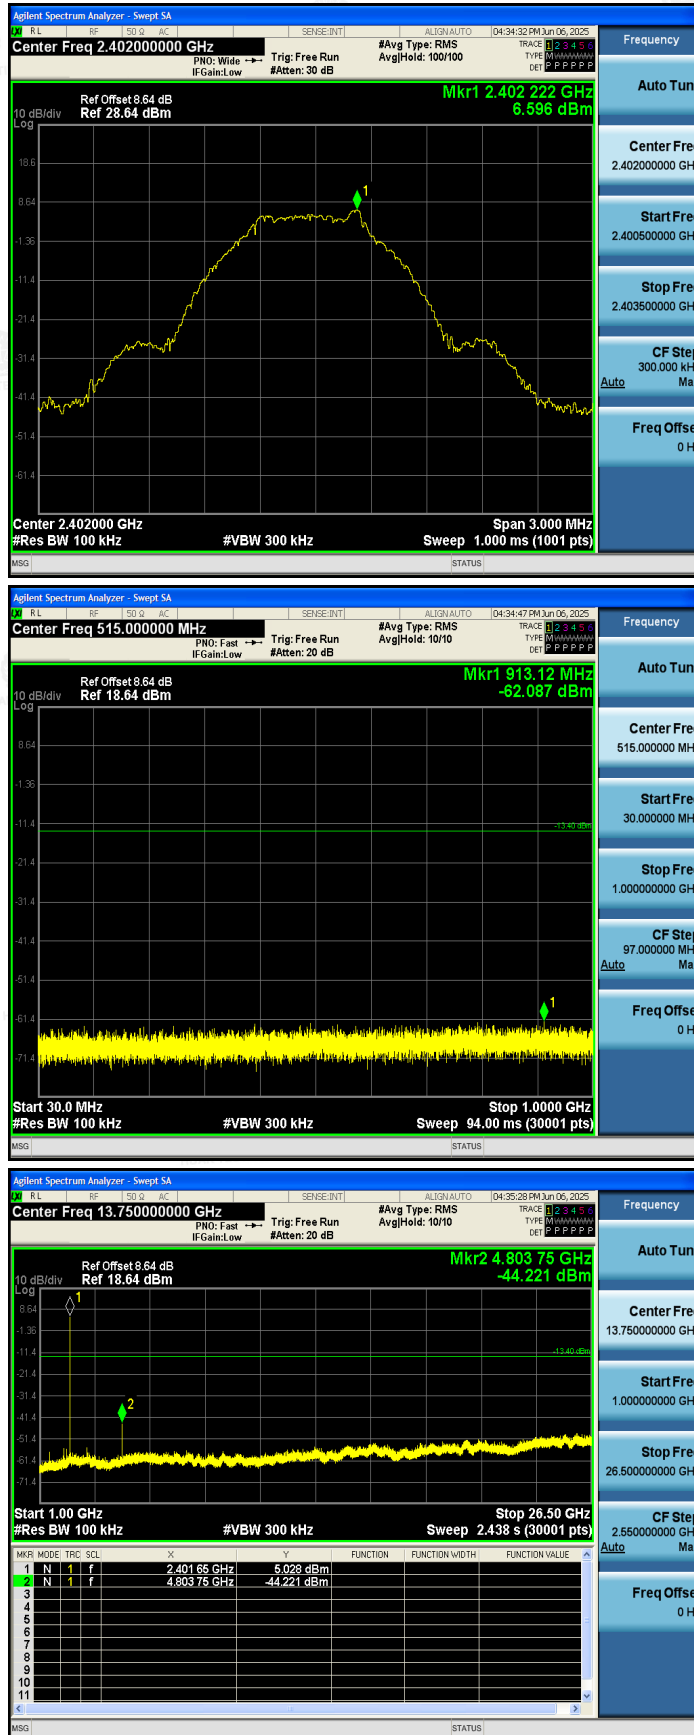 Agilent Spectrum Analyzer - Swept SA
LXI RL RF 50 Ω AC SENSE:INT ALIGNAUTO 04:34:32 PM Jun 06, 2025
Center Freq 2.402000000 GHz #Avg Type: RMS TRACE 1 2 3 4 5 6
PNO: Wide Trig: Free Run Avg|Hold: 100/100 TYPE MWWWWW
IFGain:Low #Atten: 30 dB DET P P P P P P
Mkr1 2.402 222 GHz
6.596 dBm
Ref Offset 8.64 dB
10 dB/div Ref 28.64 dBm
Log
1
18.6
8.64
-1.36
-11.4
-21.4
-31.4
-41.4
-51.4
-61.4
Center 2.402000 GHz Span 3.000 MHz
#Res BW 100 kHz #VBW 300 kHz Sweep 1.000 ms (1001 pts)
MSG STATUS
Frequency
Auto Tun
Center Fre
2.402000000 GH
Start Fre
2.400500000 GH
Stop Fre
2.403500000 GH
CF Ste
300.000 kH
Auto Ma
Freq Offse
0 H
Agilent Spectrum Analyzer - Swept SA
LXI RL RF 50 Ω AC SENSE:INT ALIGNAUTO 04:34:47 PM Jun 06, 2025
Center Freq 515.000000 MHz #Avg Type: RMS TRACE 1 2 3 4 5 6
PNO: Fast Trig: Free Run Avg|Hold: 10/10 TYPE MWWWWW
IFGain:Low #Atten: 20 dB DET P P P P P P
Mkr1 913.12 MHz
-62.087 dBm
Ref Offset 8.64 dB
10 dB/div Ref 18.64 dBm
Log
8.64
-1.36
-11.4
-13.40 dBm
-21.4
-31.4
-41.4
-51.4
-61.4
1
-71.4
Start 30.0 MHz Stop 1.0000 GHz
#Res BW 100 kHz #VBW 300 kHz Sweep 94.00 ms (30001 pts)
MSG STATUS
Frequency
Auto Tun
Center Fre
515.000000 MH
Start Fre
30.000000 MH
Stop Fre
1.000000000 GH
CF Ste
97.000000 MH
Auto Ma
Freq Offse
0 H
Agilent Spectrum Analyzer - Swept SA
LXI RL RF 50 Ω AC SENSE:INT ALIGNAUTO 04:35:28 PM Jun 06, 2025
Center Freq 13.750000000 GHz #Avg Type: RMS TRACE 1 2 3 4 5 6
PNO: Fast Trig: Free Run Avg|Hold: 10/10 TYPE MWWWWW
IFGain:Low #Atten: 20 dB DET P P P P P P
Mkr2 4.803 75 GHz
-44.221 dBm
Ref Offset 8.64 dB
10 dB/div Ref 18.64 dBm
Log
1
8.64
-1.36
-11.4
-13.40 dBm
-21.4
-31.4
2
-41.4
-51.4
-61.4
-71.4
Start 1.00 GHz Stop 26.50 GHz
#Res BW 100 kHz #VBW 300 kHz Sweep 2.438 s (30001 pts)
MKR MODE TRC SCL X Y FUNCTION FUNCTION WIDTH FUNCTION VALUE
1 N 1 f 2.401 65 GHz 5.028 dBm
2 N 1 f 4.803 75 GHz -44.221 dBm
3
4
5
6
7
8
9
10
11
MSG STATUS
Frequency
Auto Tun
Center Fre
13.750000000 GH
Start Fre
1.000000000 GH
Stop Fre
26.500000000 GH
CF Ste
2.550000000 GH
Auto Ma
Freq Offse
0 H